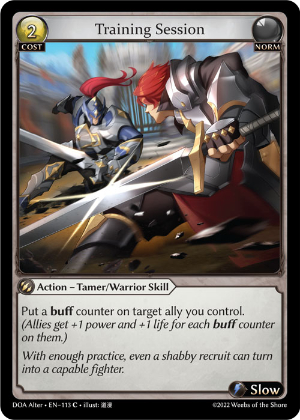 2
COST
Training Session
NORM
Action – Tamer/Warrior Skill
Put a buff counter on target ally you control.
(Allies get +1 power and +1 life for each buff counter
on them.)
With enough practice, even a shabby recruit can turn
into a capable fighter.
Slow
DOA Alter • EN-113 C • illust: 湯浸
©2022 Weebs of the Shore